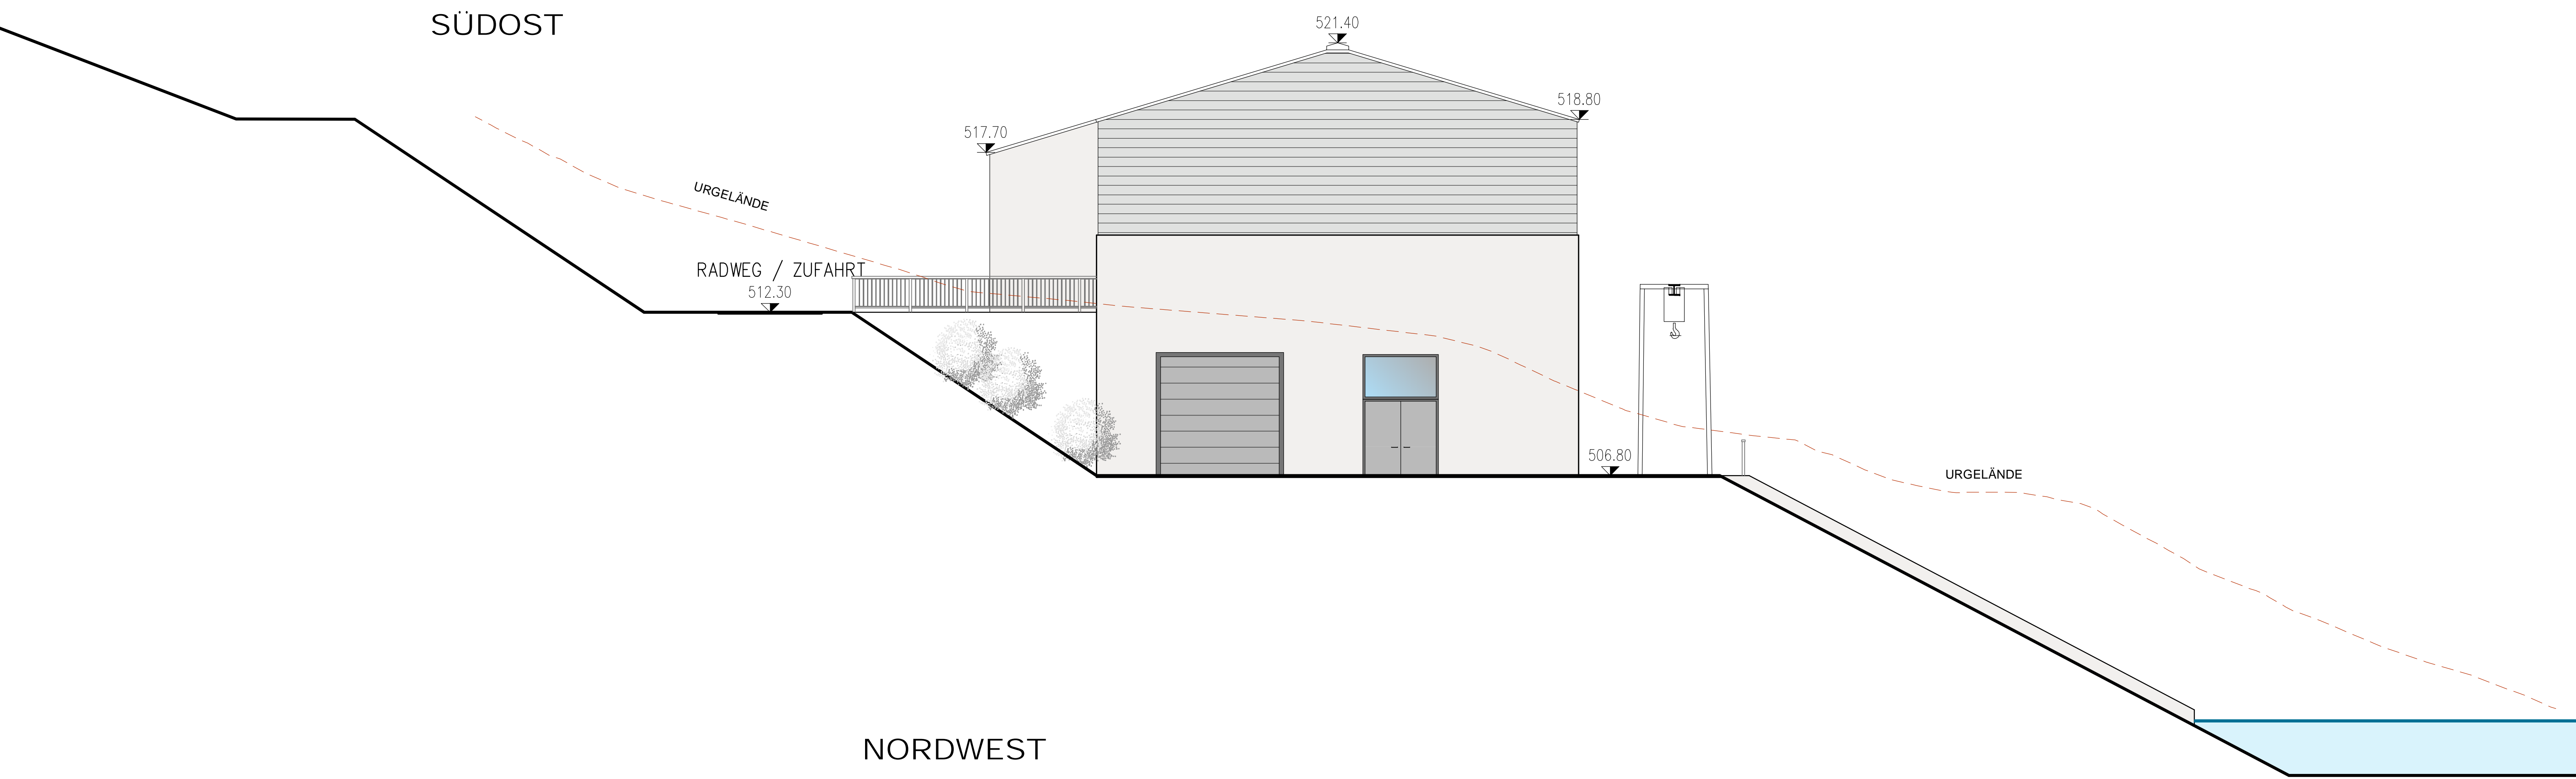 SÜDOST
521.40
518.80
517.70
URGELÄNDE
RADWEG / ZUFAHRT
512.30
506.80
URGELÄNDE
NORDWEST